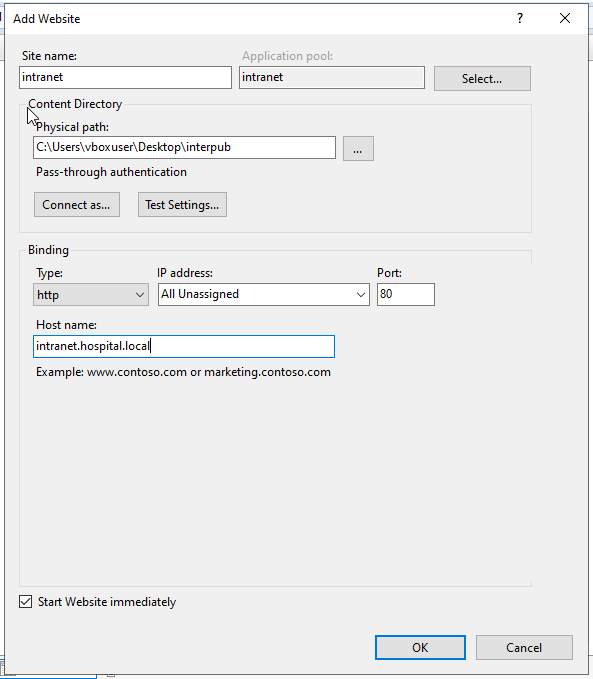 Add Website
?
Site name:
Application pool:
intranet
intranet
Select...
Content Directory
Physical path:
C:\Users\vboxuser\Desktop\interpub
...
Pass-through authentication
Connect as...
Test Settings...
Binding
Type:
IP address:
Port:
http
All Unassigned
80
Host name:
intranet.hospital.local
Example: www.contoso.com or marketing.contoso.com
Start Website immediately
OK
Cancel